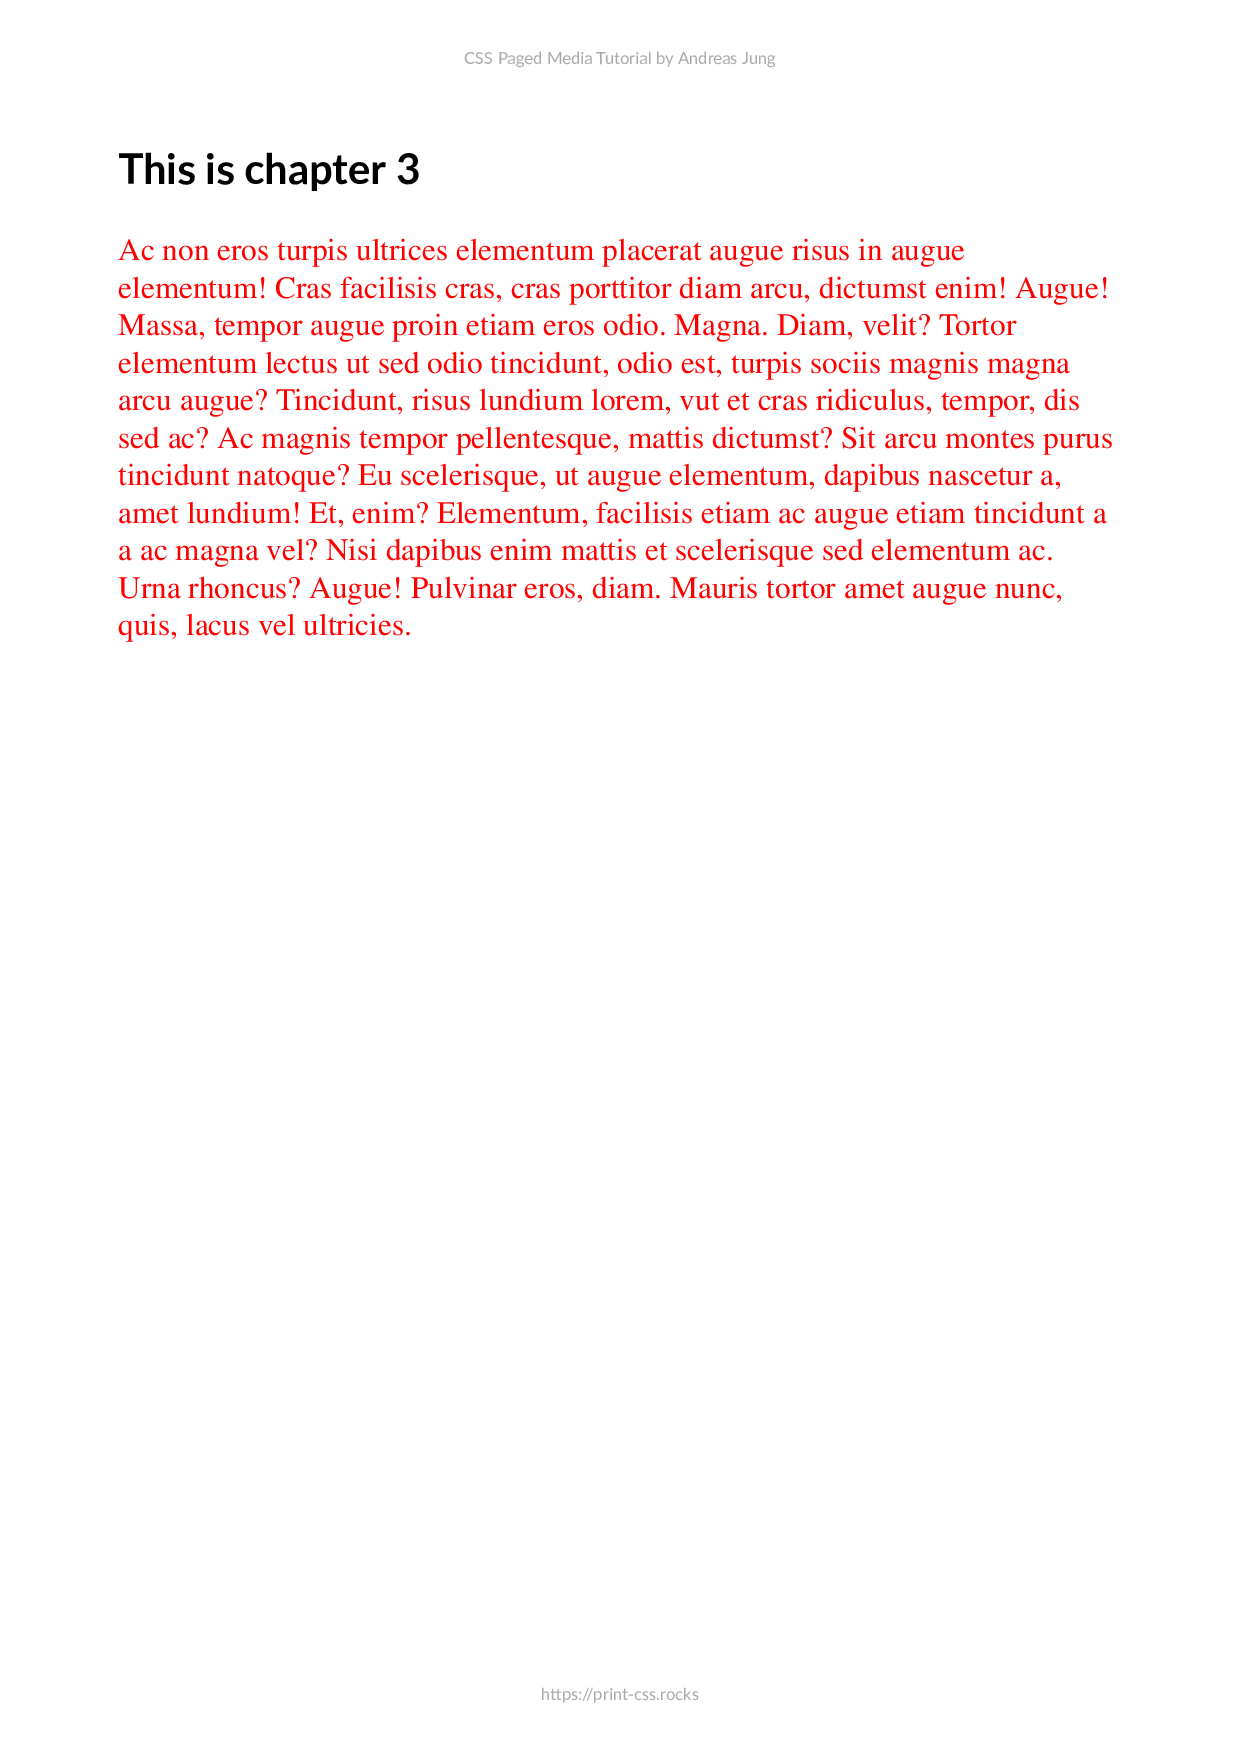 CSS Paged Media Tutorial by Andreas Jung
This is chapter 3
Ac non eros turpis ultrices elementum placerat augue risus in augue
elementum! Cras facilisis cras, cras porttitor diam arcu, dictumst enim! Augue!
Massa, tempor augue proin etiam eros odio. Magna. Diam, velit? Tortor
elementum lectus ut sed odio tincidunt, odio est, turpis sociis magnis magna
arcu augue? Tincidunt, risus lundium lorem, vut et cras ridiculus, tempor, dis
sed ac? Ac magnis tempor pellentesque, mattis dictumst? Sit arcu montes purus
tincidunt natoque? Eu scelerisque, ut augue elementum, dapibus nascetur a,
amet lundium! Et, enim? Elementum, facilisis etiam ac augue etiam tincidunt a
a ac magna vel? Nisi dapibus enim mattis et scelerisque sed elementum ac.
Urna rhoncus? Augue! Pulvinar eros, diam. Mauris tortor amet augue nunc,
quis, lacus vel ultricies.
https://print-css.rocks